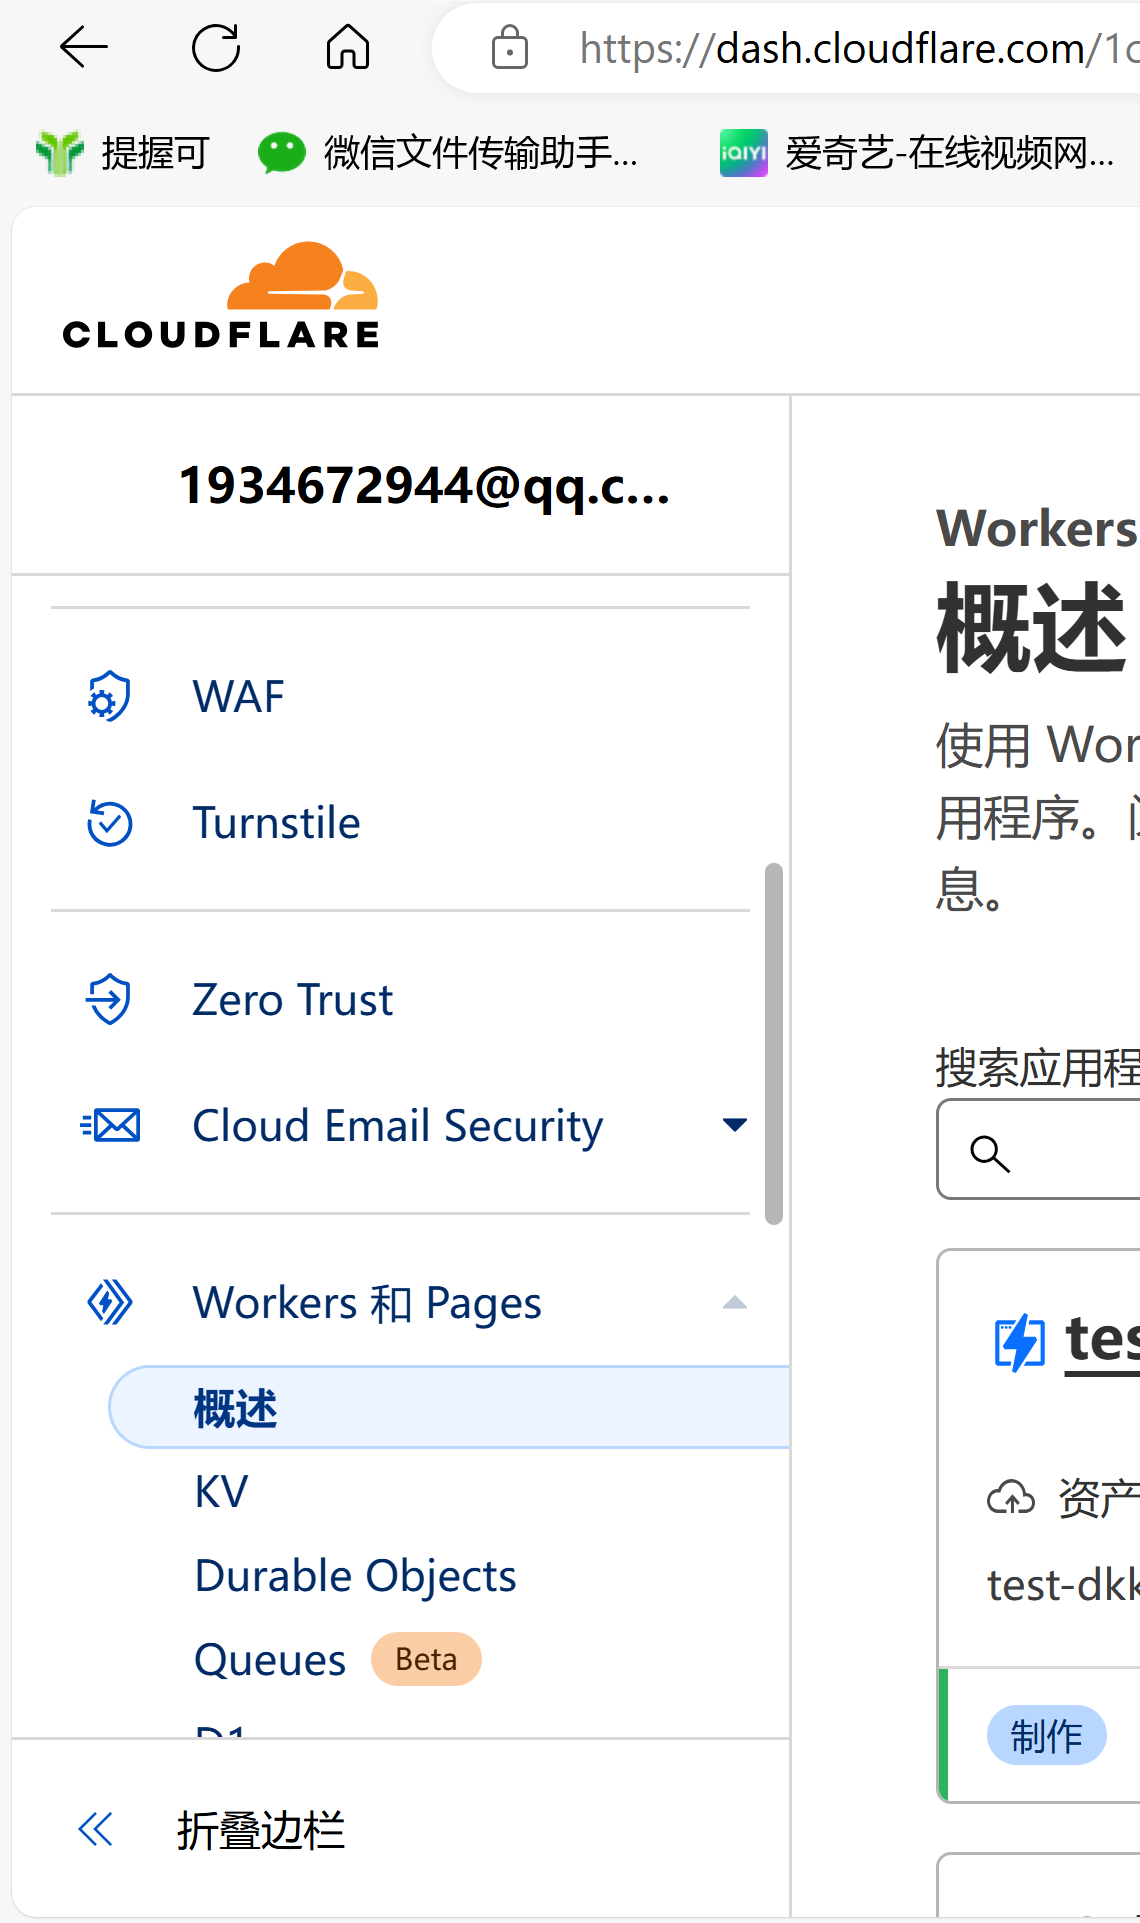 https://dash.cloudflare.com/1
提握可
微信文件传输助手...
iQIYI
爱奇艺-在线视频网...
CLOUDFLARE
1934672944@qq.c...
WAF
Turnstile
Zero Trust
Cloud Email Security
Workers 和 Pages
概述
KV
Durable Objects
Queues Beta
D1
折叠边栏
Workers
概述
使用 Wor
用程序。
息。
搜索应用程
tes
资产
test-dkk
制作